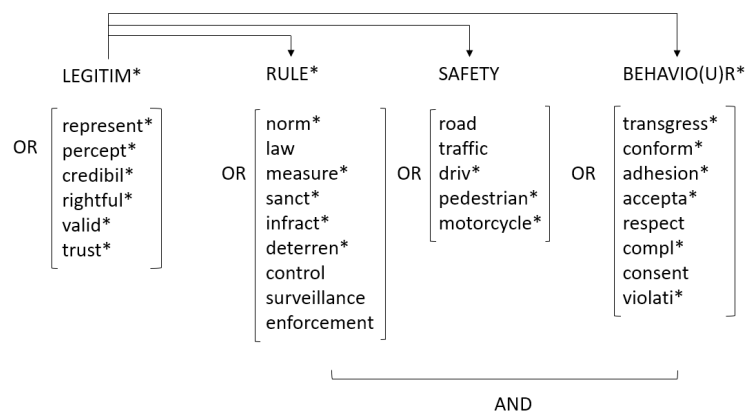 LEGITIM*
RULE*
SAFETY
BEHAVIO(U)R*
OR
represent*
percept*
credibil*
rightful*
valid*
trust*
OR
norm*
law
measure*
sanct*
infract*
deterren*
control
surveillance
enforcement
OR
road
traffic
driv*
pedestrian*
motorcycle*
OR
transgress*
conform*
adhesion*
accepta*
respect
compl*
consent
violati*
AND